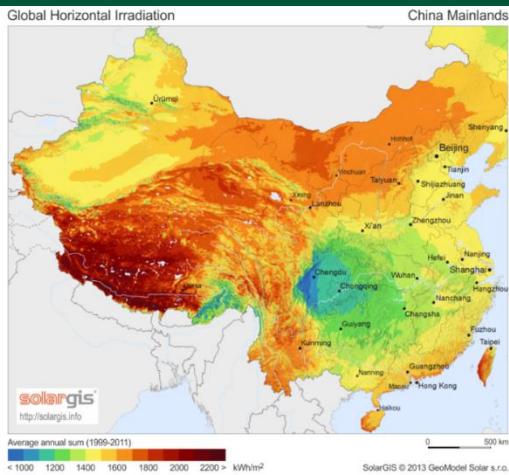 Global Horizontal Irradiation
China Mainlands
Ürümqi
Shenyang
Hohhot
Beijing
Tianjin
Yinchuan
Taiyuan
Shijiazhuang
Xining
Jinan
Lanzhou
Zhengzhou
Xi'an
Nanjing
Hefei
Shanghai
Chengdu
Wuhan
Hangzhou
Chongqing
Nanchang
Changsha
Guiyang
Fuzhou
Taipei
Kunming
Guangzhou
Nanning
Macau
Hong Kong
Haikou
solargis
http://solargis.info
Average annual sum (1999-2011)
0 500 km
< 1000 1200 1400 1600 1800 2000 2200 > kWh/m²
SolarGIS © 2013 GeoModel Solar s.r.o.